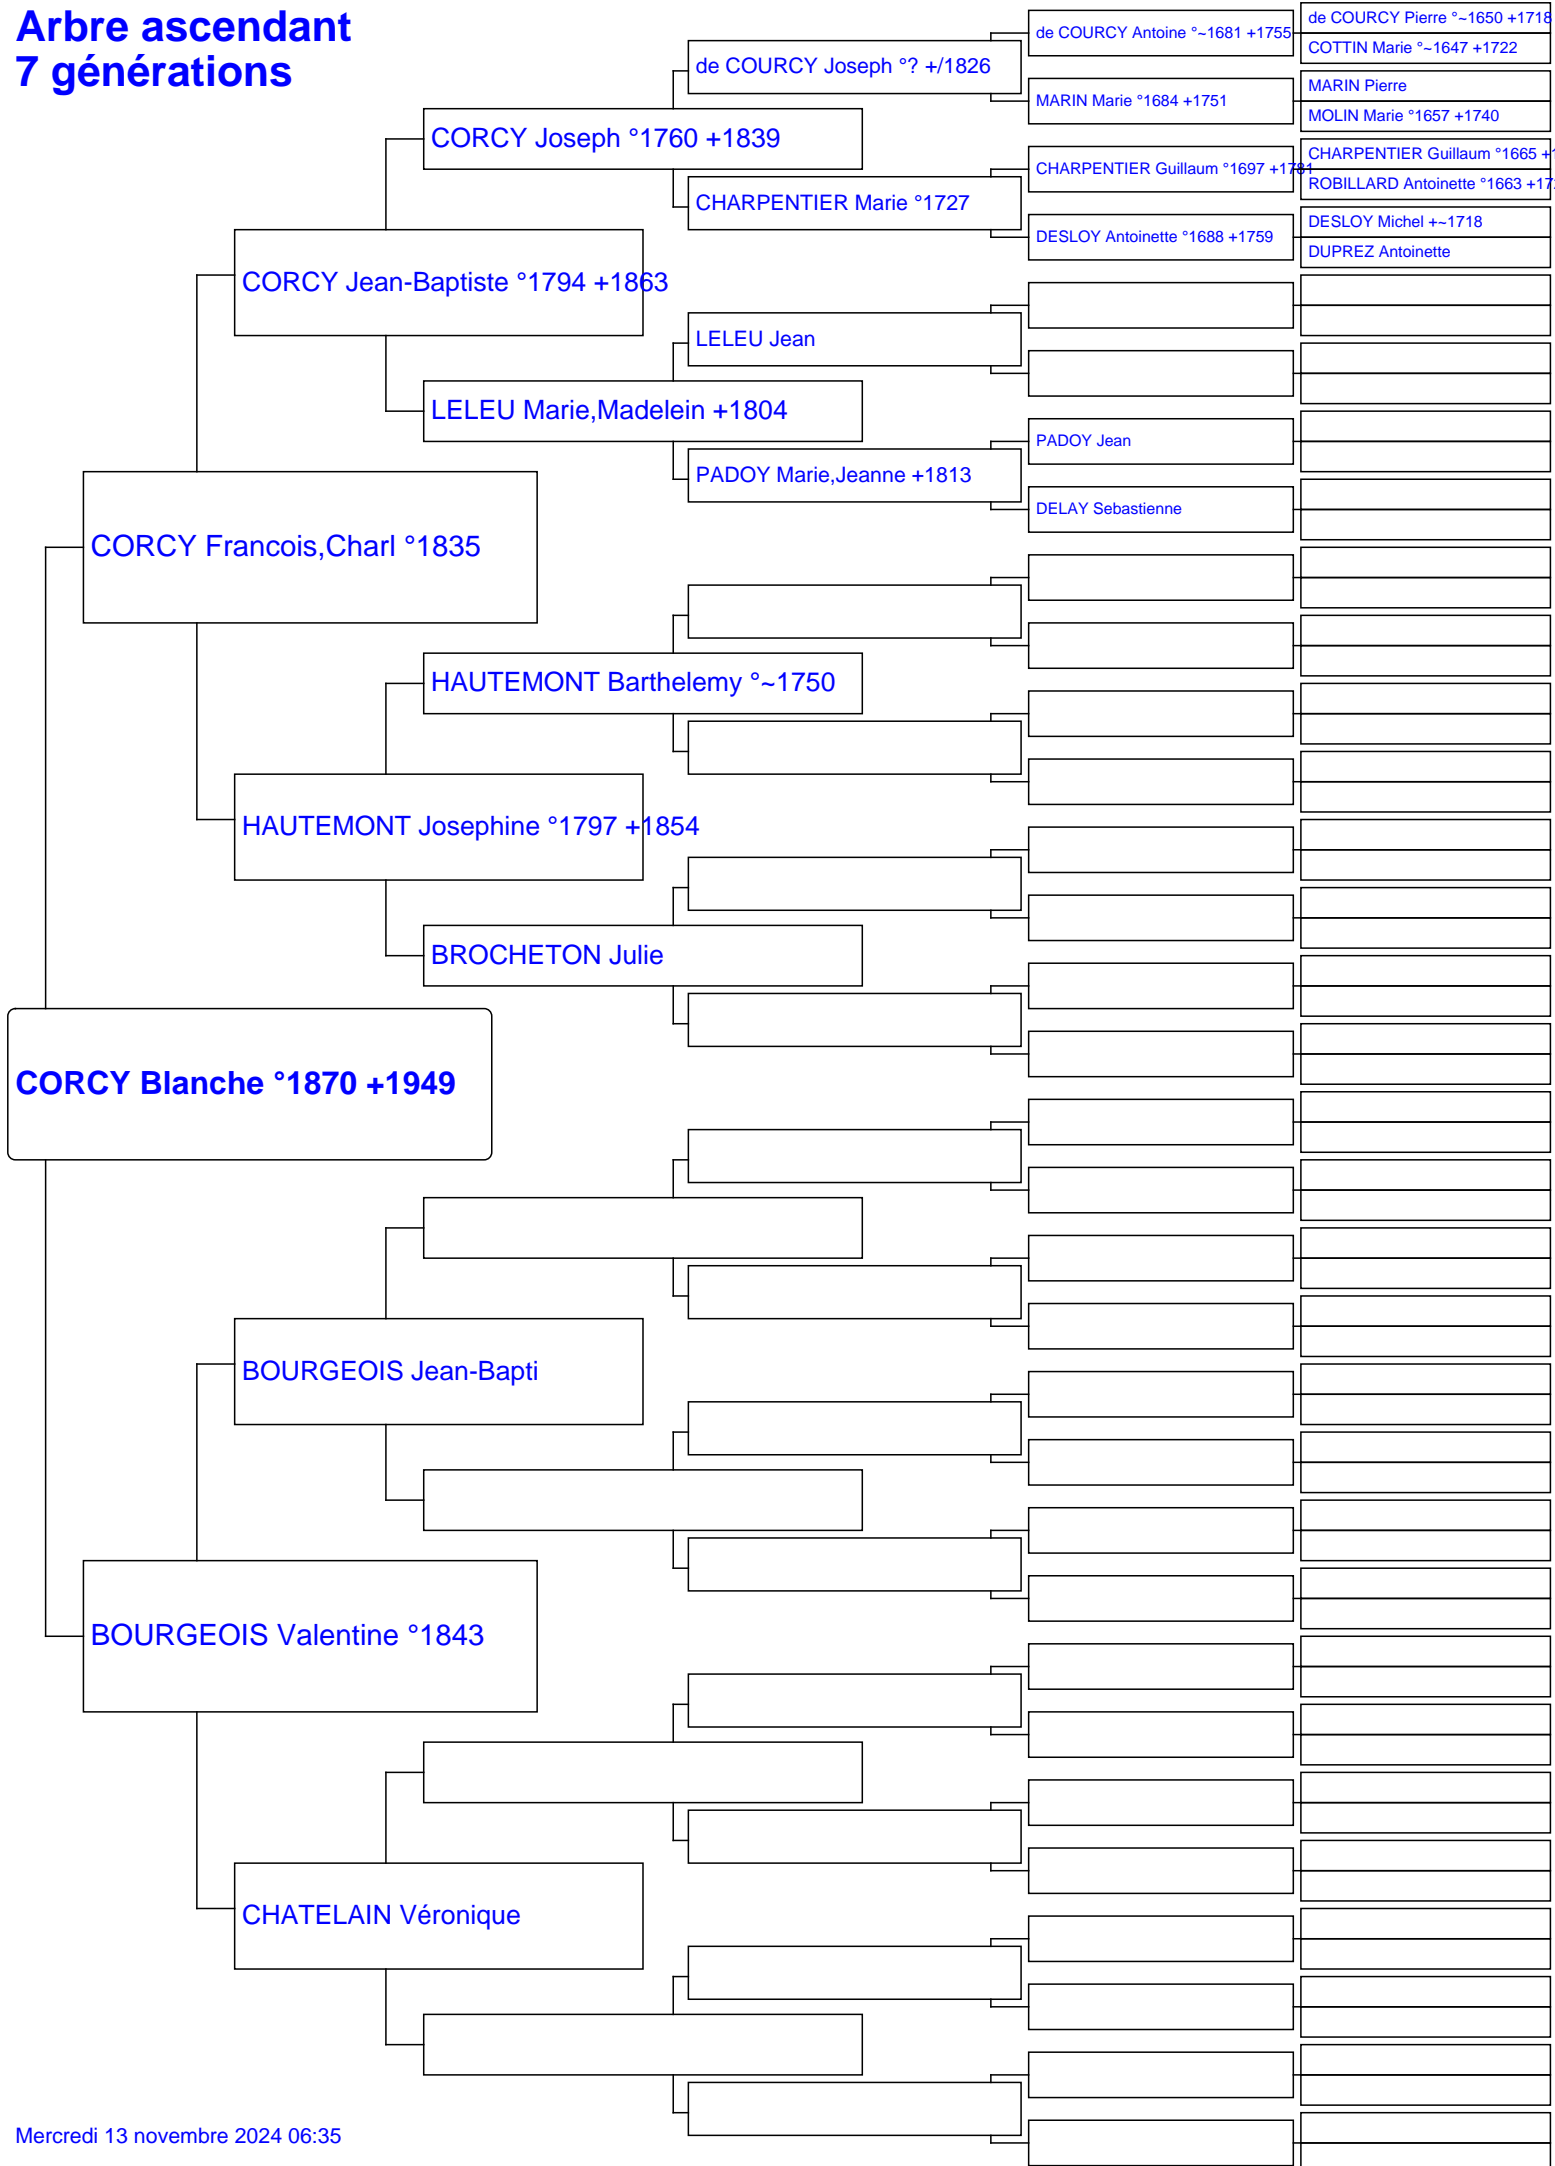 Arbre ascendant
7 générations
de COURCY Pierre °~1650 +1718
de COURCY Antoine °~1681 +1755
COTTIN Marie °~1647 +1722
de COURCY Joseph °? +/1826
MARIN Pierre
MARIN Marie °1684 +1751
MOLIN Marie °1657 +1740
CORCY Joseph °1760 +1839
CHARPENTIER Guillaum °1665 +1
CHARPENTIER Guillaum °1697 +1781
ROBILLARD Antoinette °1663 +17
CHARPENTIER Marie °1727
DESLOY Michel +~1718
DESLOY Antoinette °1688 +1759
DUPREZ Antoinette
CORCY Jean-Baptiste °1794 +1863
LELEU Jean
LELEU Marie,Madelein +1804
PADOY Jean
PADOY Marie,Jeanne +1813
DELAY Sebastienne
CORCY Francois,Charl °1835
HAUTEMONT Barthelemy °~1750
HAUTEMONT Josephine °1797 +1854
BROCHETON Julie
CORCY Blanche °1870 +1949
BOURGEOIS Jean-Bapti
BOURGEOIS Valentine °1843
CHATELAIN Véronique
Mercredi 13 novembre 2024 06:35